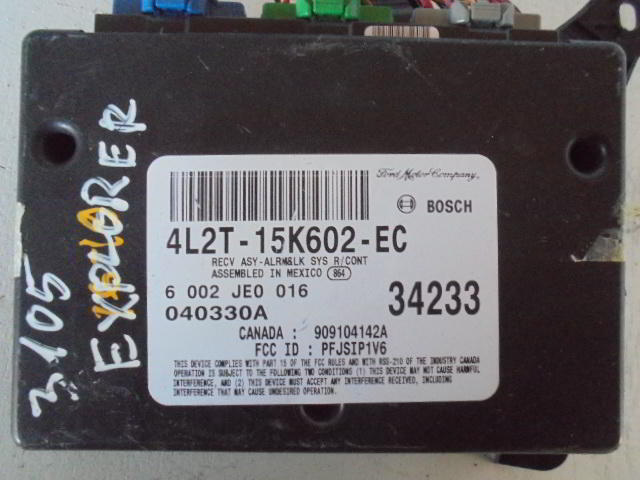 3105
EXPLORER
Ford Motor Company,
BOSCH
4L2T-15K602-EC
RECV ASY-ALRM&LK SYS R/CONT
ASSEMBLED IN MEXICO 864
6 002 JE0 016
34233
040330A
CANADA : 909104142A
FCC ID : PFJSIP1V6
THIS DEVICE COMPLIES WITH PART 15 OF THE FCC RULES AND WITH RSS-210 OF THE INDUSTRY CANADA
OPERATION IS SUBJECT TO THE FOLLOWING TWO CONDITIONS (1) THIS DEVICE MAY NOT CAUSE HARMFUL
INTERFERENCE, AND (2) THIS DEVICE MUST ACCEPT ANY INTERFERENCE RECEIVED, INCLUDING
INTERFERENCE THAT MAY CAUSE UNDESIRED OPERATION